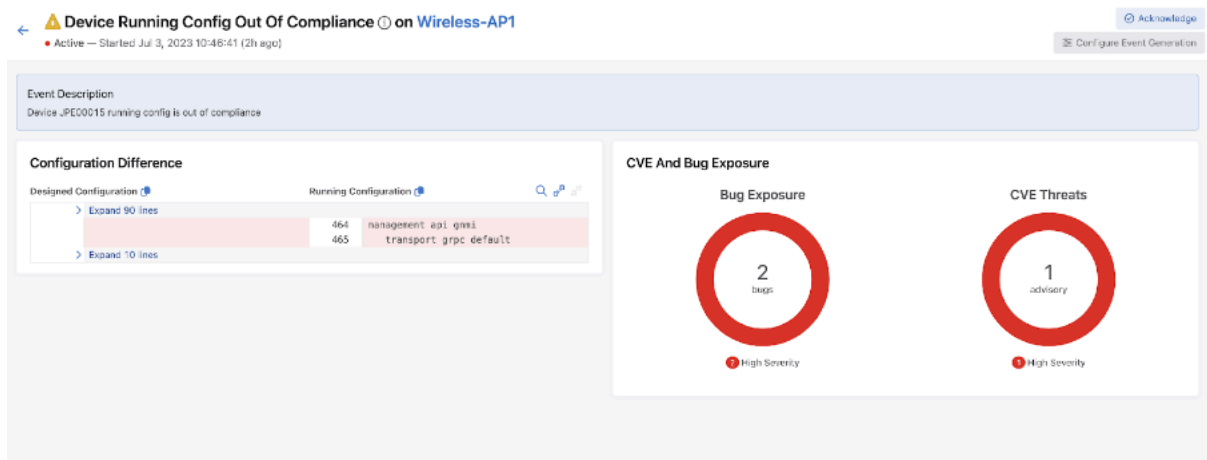 Device Running Config Out Of Compliance on Wireless-AP1
Acknowledge
Active — Started Jul 3, 2023 10:46:41 (2h ago)
Configure Event Generation
Event Description
Device JPE00015 running config is out of compliance
Configuration Difference
Designed Configuration
Running Configuration
Expand 90 lines
464 management api gnmi
465 transport grpc default
Expand 10 lines
CVE And Bug Exposure
Bug Exposure
CVE Threats
2
bugs
1
advisory
High Severity
High Severity